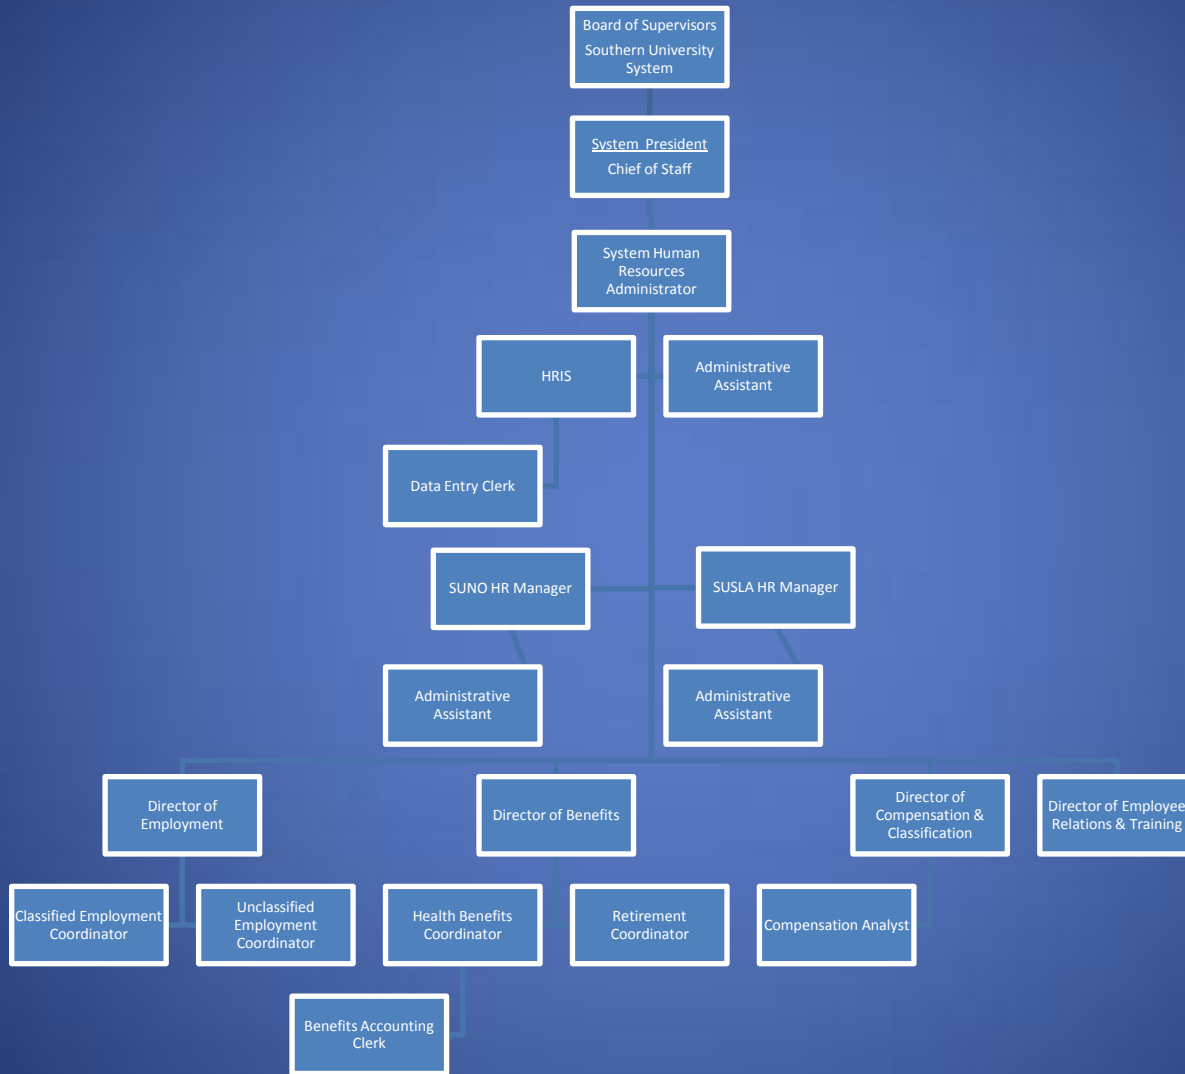 Board of Supervisors
Southern University
System
System President
Chief of Staff
System Human
Resources
Administrator
HRIS
Administrative
Assistant
Data Entry Clerk
SUNO HR Manager
SUSLA HR Manager
Administrative
Assistant
Administrative
Assistant
Director of
Employment
Director of Benefits
Director of
Compensation &
Classification
Director of Employee
Relations & Training
Classified Employment
Coordinator
Unclassified
Employment
Coordinator
Health Benefits
Coordinator
Retirement
Coordinator
Compensation Analyst
Benefits Accounting
Clerk